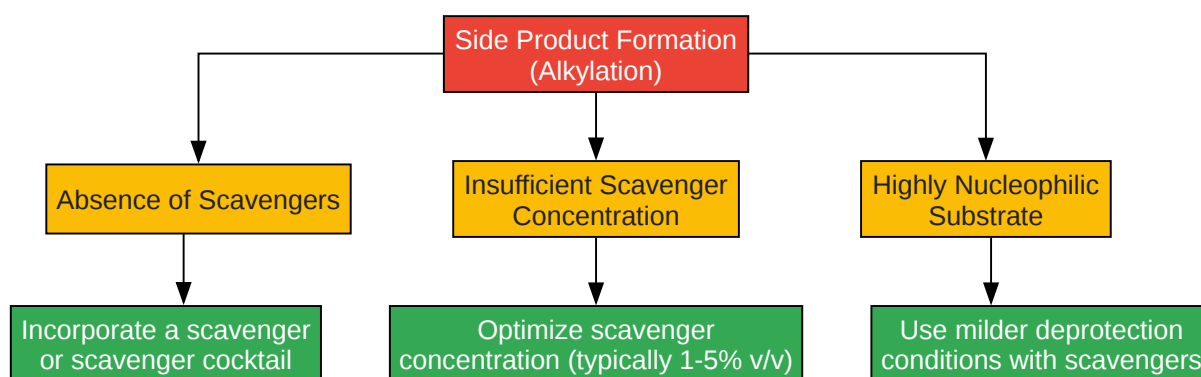 Side Product Formation
(Alkylation)
Absence of Scavengers
Insufficient Scavenger
Concentration
Highly Nucleophilic
Substrate
Incorporate a scavenger
or scavenger cocktail
Optimize scavenger
concentration (typically 1-5% v/v)
Use milder deprotection
conditions with scavengers